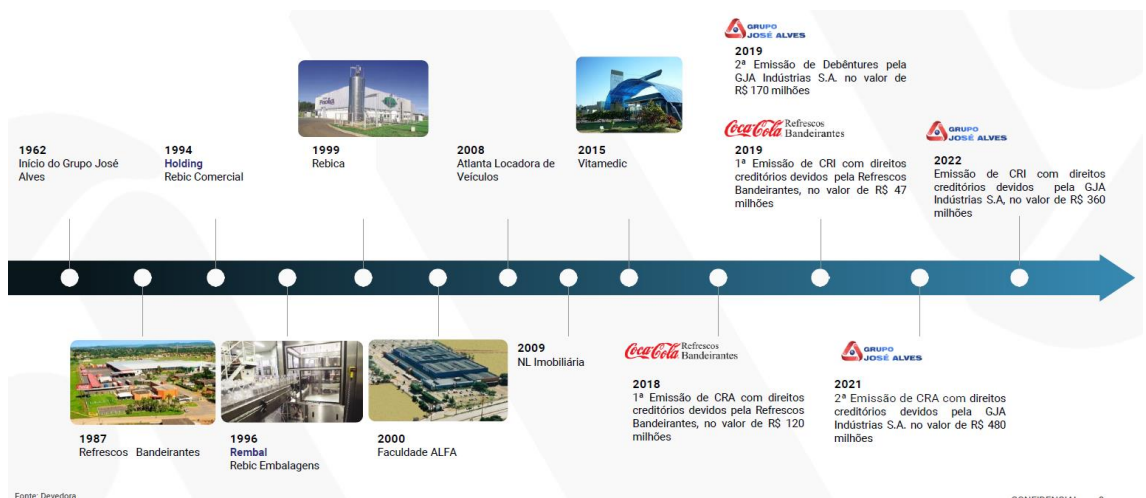 GRUPO
JOSÉ ALVES
2019
2ª Emissão de Debêntures pela
GJA Indústrias S.A. no valor de
R$ 170 milhões
Coca-Cola Refrescos
Bandeirantes
2019
1ª Emissão de CRI com direitos
creditórios devidos pela Refrescos
Bandeirantes, no valor de R$ 47
milhões
GRUPO
JOSÉ ALVES
2022
Emissão de CRI com direitos
creditórios devidos pela GJA
Indústrias S.A, no valor de R$ 360
milhões
1962
Início do Grupo José
Alves
1994
Holding
Rebic Comercial
1999
Rebica
2008
Atlanta Locadora de
Veículos
2015
Vitamedic
1987
Refrescos Bandeirantes
1996
Rembal
Rebic Embalagens
2000
Faculdade ALFA
2009
NL Imobiliária
Coca-Cola Refrescos
Bandeirantes
2018
1ª Emissão de CRA com direitos
creditórios devidos pela Refrescos
Bandeirantes, no valor de R$ 120
milhões
GRUPO
JOSÉ ALVES
2021
2ª Emissão de CRA com direitos
creditórios devidos pela GJA
Indústrias S.A. no valor de R$ 480
milhões
Fonte: Devedora